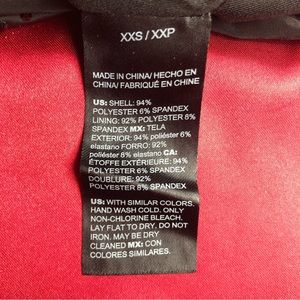 XXS / XXP
MADE IN CHINA/ HECHO EN
CHINA/ FABRIQUÉ EN CHINE
US: SHELL: 94%
POLYESTER 6% SPANDEX
LINING: 92% POLYESTER 8%
SPANDEX MX: TELA
EXTERIOR: 94% poliéster 6%
elastano FORRO: 92%
poliéster 8% elastano CA:
ÉTOFFE EXTÉRIEURE: 94%
POLYESTER 6% SPANDEX
DOUBLURE: 92%
POLYESTER 8% SPANDEX
US: WITH SIMILAR COLORS.
HAND WASH COLD. ONLY
NON-CHLORINE BLEACH.
LAY FLAT TO DRY. DO NOT
IRON. MAY BE DRY
CLEANED MX: CON
COLORES SIMILARES.